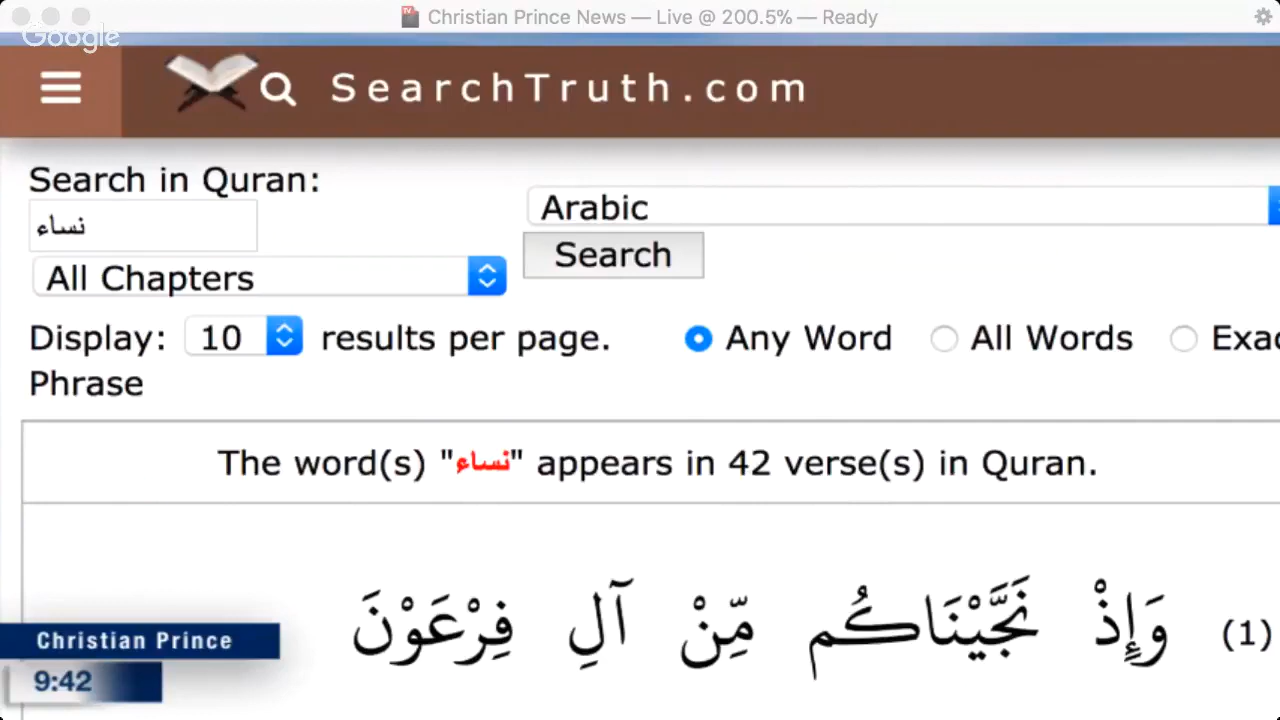 Christian Prince News — Live @ 200.5% — Ready
Google
SearchTruth.com
Search in Quran:
نساء
Arabic
Search
All Chapters
Display: 10 results per page. Any Word All Words Exac
Phrase
The word(s) "نساء" appears in 42 verse(s) in Quran.
(1) وَإِذْ نَجَّيْنَاكُم مِّنْ آلِ فِرْعَوْنَ
Christian Prince
9:42